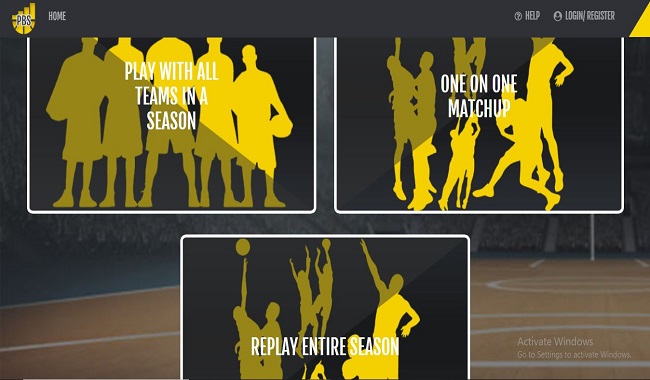 PBS
HOME
HELP
LOGIN/ REGISTER
PLAY WITH ALL
TEAMS IN A
SEASON
ONE ON ONE
MATCHUP
REPLAY ENTIRE SEASON
Activate Windows
Go to Settings to activate Windows.